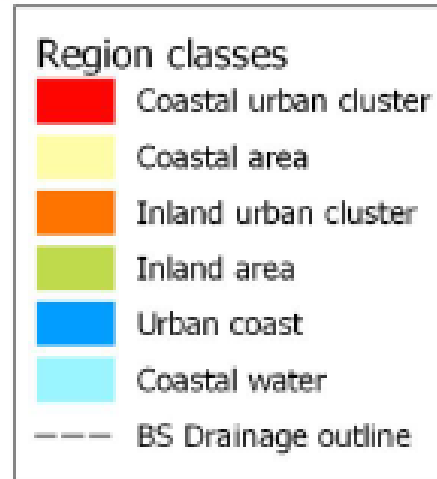 Region classes
Coastal urban cluster
Coastal area
Inland urban cluster
Inland area
Urban coast
Coastal water
BS Drainage outline